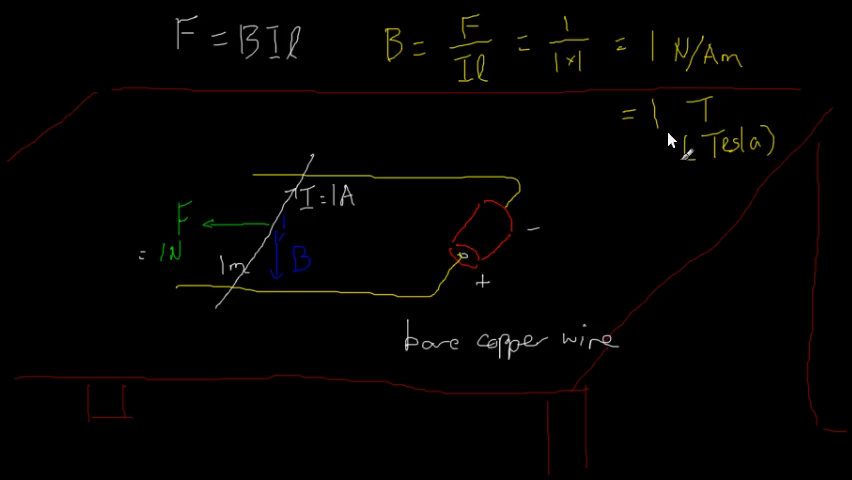 F = BIl
B = F/Il = 1/1×1 = 1 N/Am
= 1 T
(Tesla)
I = 1A
F
= 1N
1m
B
-
+
bare copper wire